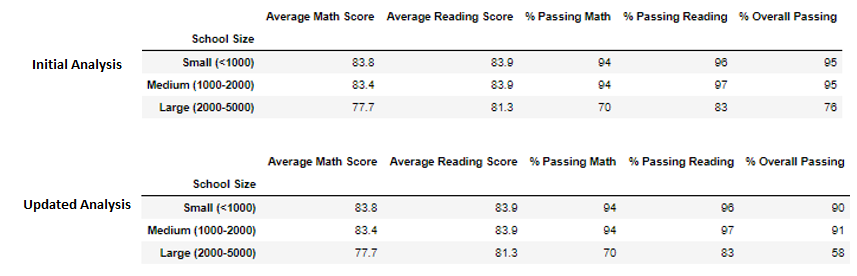 Average Math Score Average Reading Score % Passing Math % Passing Reading % Overall Passing
School Size
Initial Analysis
Small (<1000) 83.8 83.9 94 96 95
Medium (1000-2000) 83.4 83.9 94 97 95
Large (2000-5000) 77.7 81.3 70 83 76
Average Math Score Average Reading Score % Passing Math % Passing Reading % Overall Passing
School Size
Updated Analysis
Small (<1000) 83.8 83.9 94 96 90
Medium (1000-2000) 83.4 83.9 94 97 91
Large (2000-5000) 77.7 81.3 70 83 58